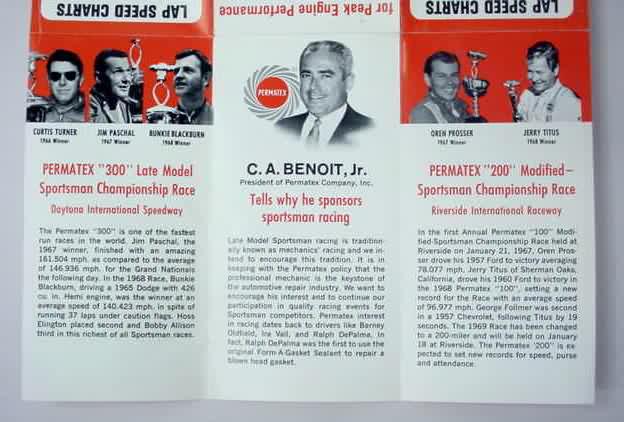 LAP SPEED CHARTS
for Peak Engine Performance
LAP SPEED CHARTS
CURTIS TURNER
1966 Winner
JIM PASCHAL
1967 Winner
BUNKIE BLACKBURN
1968 Winner
PERMATEX "300" Late Model
Sportsman Championship Race
Daytona International Speedway
The Permatex "300" is one of the fastest
run races in the world. Jim Paschal, the
1967 winner, finished with an amazing
161.504 mph. as compared to the average
of 146.936 mph. for the Grand Nationals
the following day. In the 1968 Race, Buskie
Blackburn, driving a 1965 Dodge with 426
cu. in. Hemi engine, was the winner at an
average speed of 140.423 mph, in spite of
running 37 laps under caution flags. Hoss
Elington placed second and Bobby Allison
third in this richest of all Sportsman races.
PERMATEX
C. A. BENOIT, Jr.
President of Permatex Company, Inc.
Tells why he sponsors
sportsman racing
Late Model Sportsman racing is tradition-
ally known as mechanics' racing and we in-
tend to encourage this tradition. It is in
keeping with the Permatex policy that the
professional mechanic is the keystone of
the automotive repair industry. We want to
encourage his interest and to continue our
participation in quality racing events for
Sportsman competitors. Permatex interest
in racing dates back to drivers like Barney
Oldfield, Ira Vail, and Ralph DePalma. In
fact, Ralph DePalma was the first to use the
original Form-A-Gasket Sealant to repair a
blown head gasket.
OREN PROSSER
1967 Winner
JERRY TITUS
1968 Winner
PERMATEX "200" Modified—
Sportsman Championship Race
Riverside International Raceway
In the first Annual Permatex "100" Modi-
fied-Sportsman Championship Race held at
Riverside on January 21, 1967, Oren Pros-
ser drove his 1957 Ford to victory averaging
78.077 mph. Jerry Titus of Sherman Oaks,
California, drove his 1960 Ford to victory in
the 1968 Permatex "100", setting a new
record for the Race with an average speed
of 96.977 mph. George Follmer was second
in a 1957 Chevrolet, following Titus by 19
seconds. The 1969 Race has been changed
to a 200-miler and will be held on January
18 at Riverside. The Permatex '200" is ex-
pected to set new records for speed, purse
and attendance.